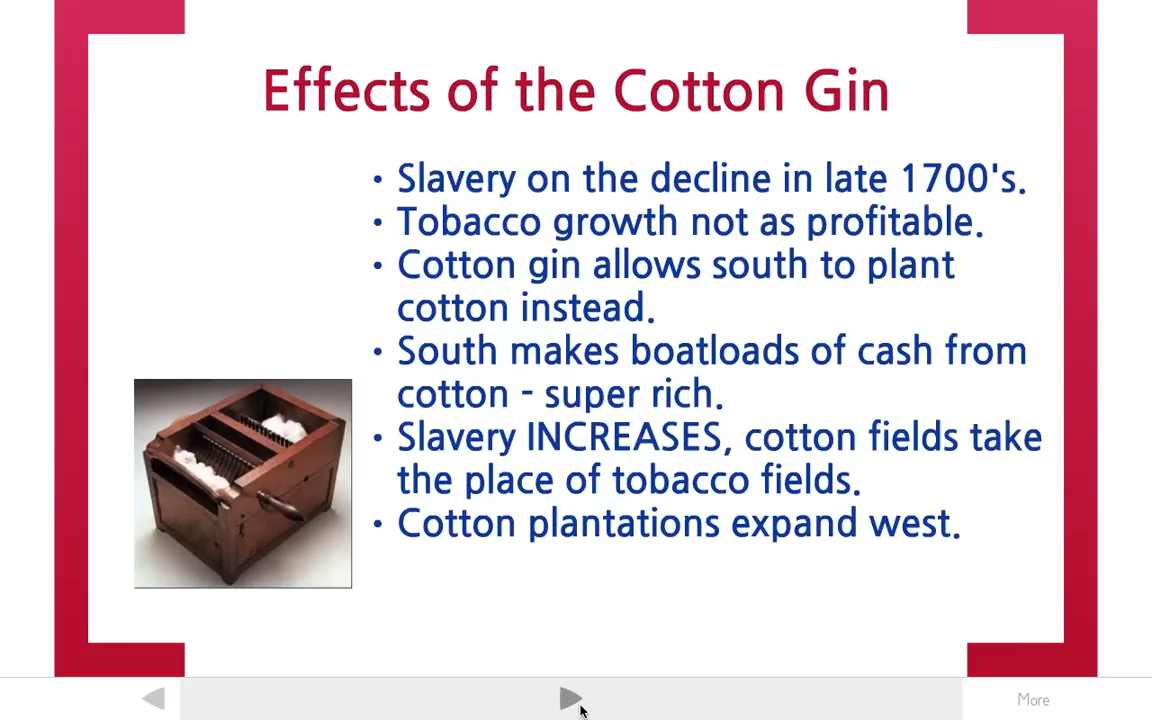 Effects of the Cotton Gin
• Slavery on the decline in late 1700's.
• Tobacco growth not as profitable.
• Cotton gin allows south to plant
cotton instead.
• South makes boatloads of cash from
cotton - super rich.
• Slavery INCREASES, cotton fields take
the place of tobacco fields.
• Cotton plantations expand west.
More